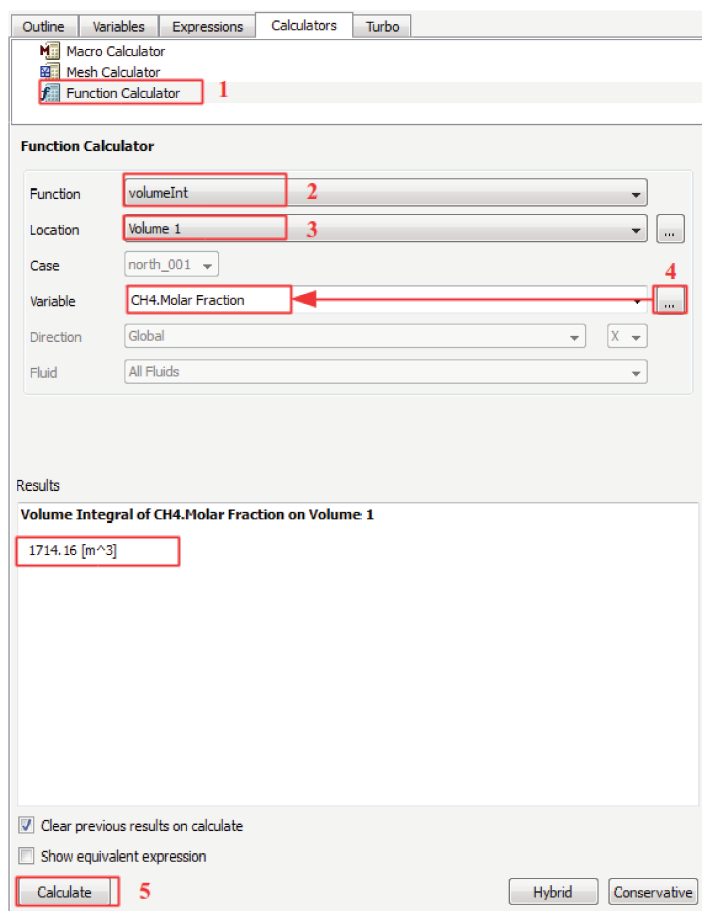 Outline Variables Expressions Calculators Turbo
Macro Calculator
Mesh Calculator
Function Calculator 1
Function Calculator
Function volumeInt 2
Location Volume 1 3 ...
Case north_001 4
Variable CH4.Molar Fraction ...
Direction Global X
Fluid All Fluids
Results
Volume Integral of CH4.Molar Fraction on Volume 1
1714.16 [m^3]
Clear previous results on calculate
Show equivalent expression
Calculate 5 Hybrid Conservative